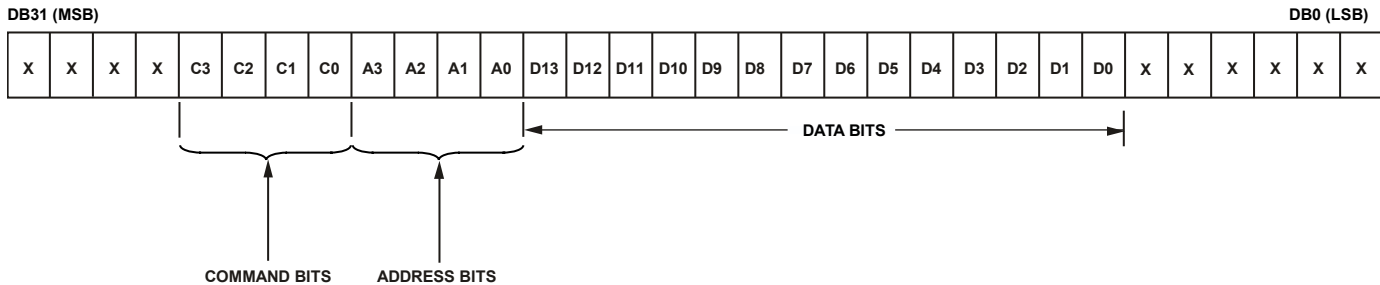 DB31 (MSB) DB0 (LSB)
X X X X C3 C2 C1 C0 A3 A2 A1 A0 D13 D12 D11 D10 D9 D8 D7 D6 D5 D4 D3 D2 D1 D0 X X X X X X
DATA BITS
COMMAND BITS ADDRESS BITS